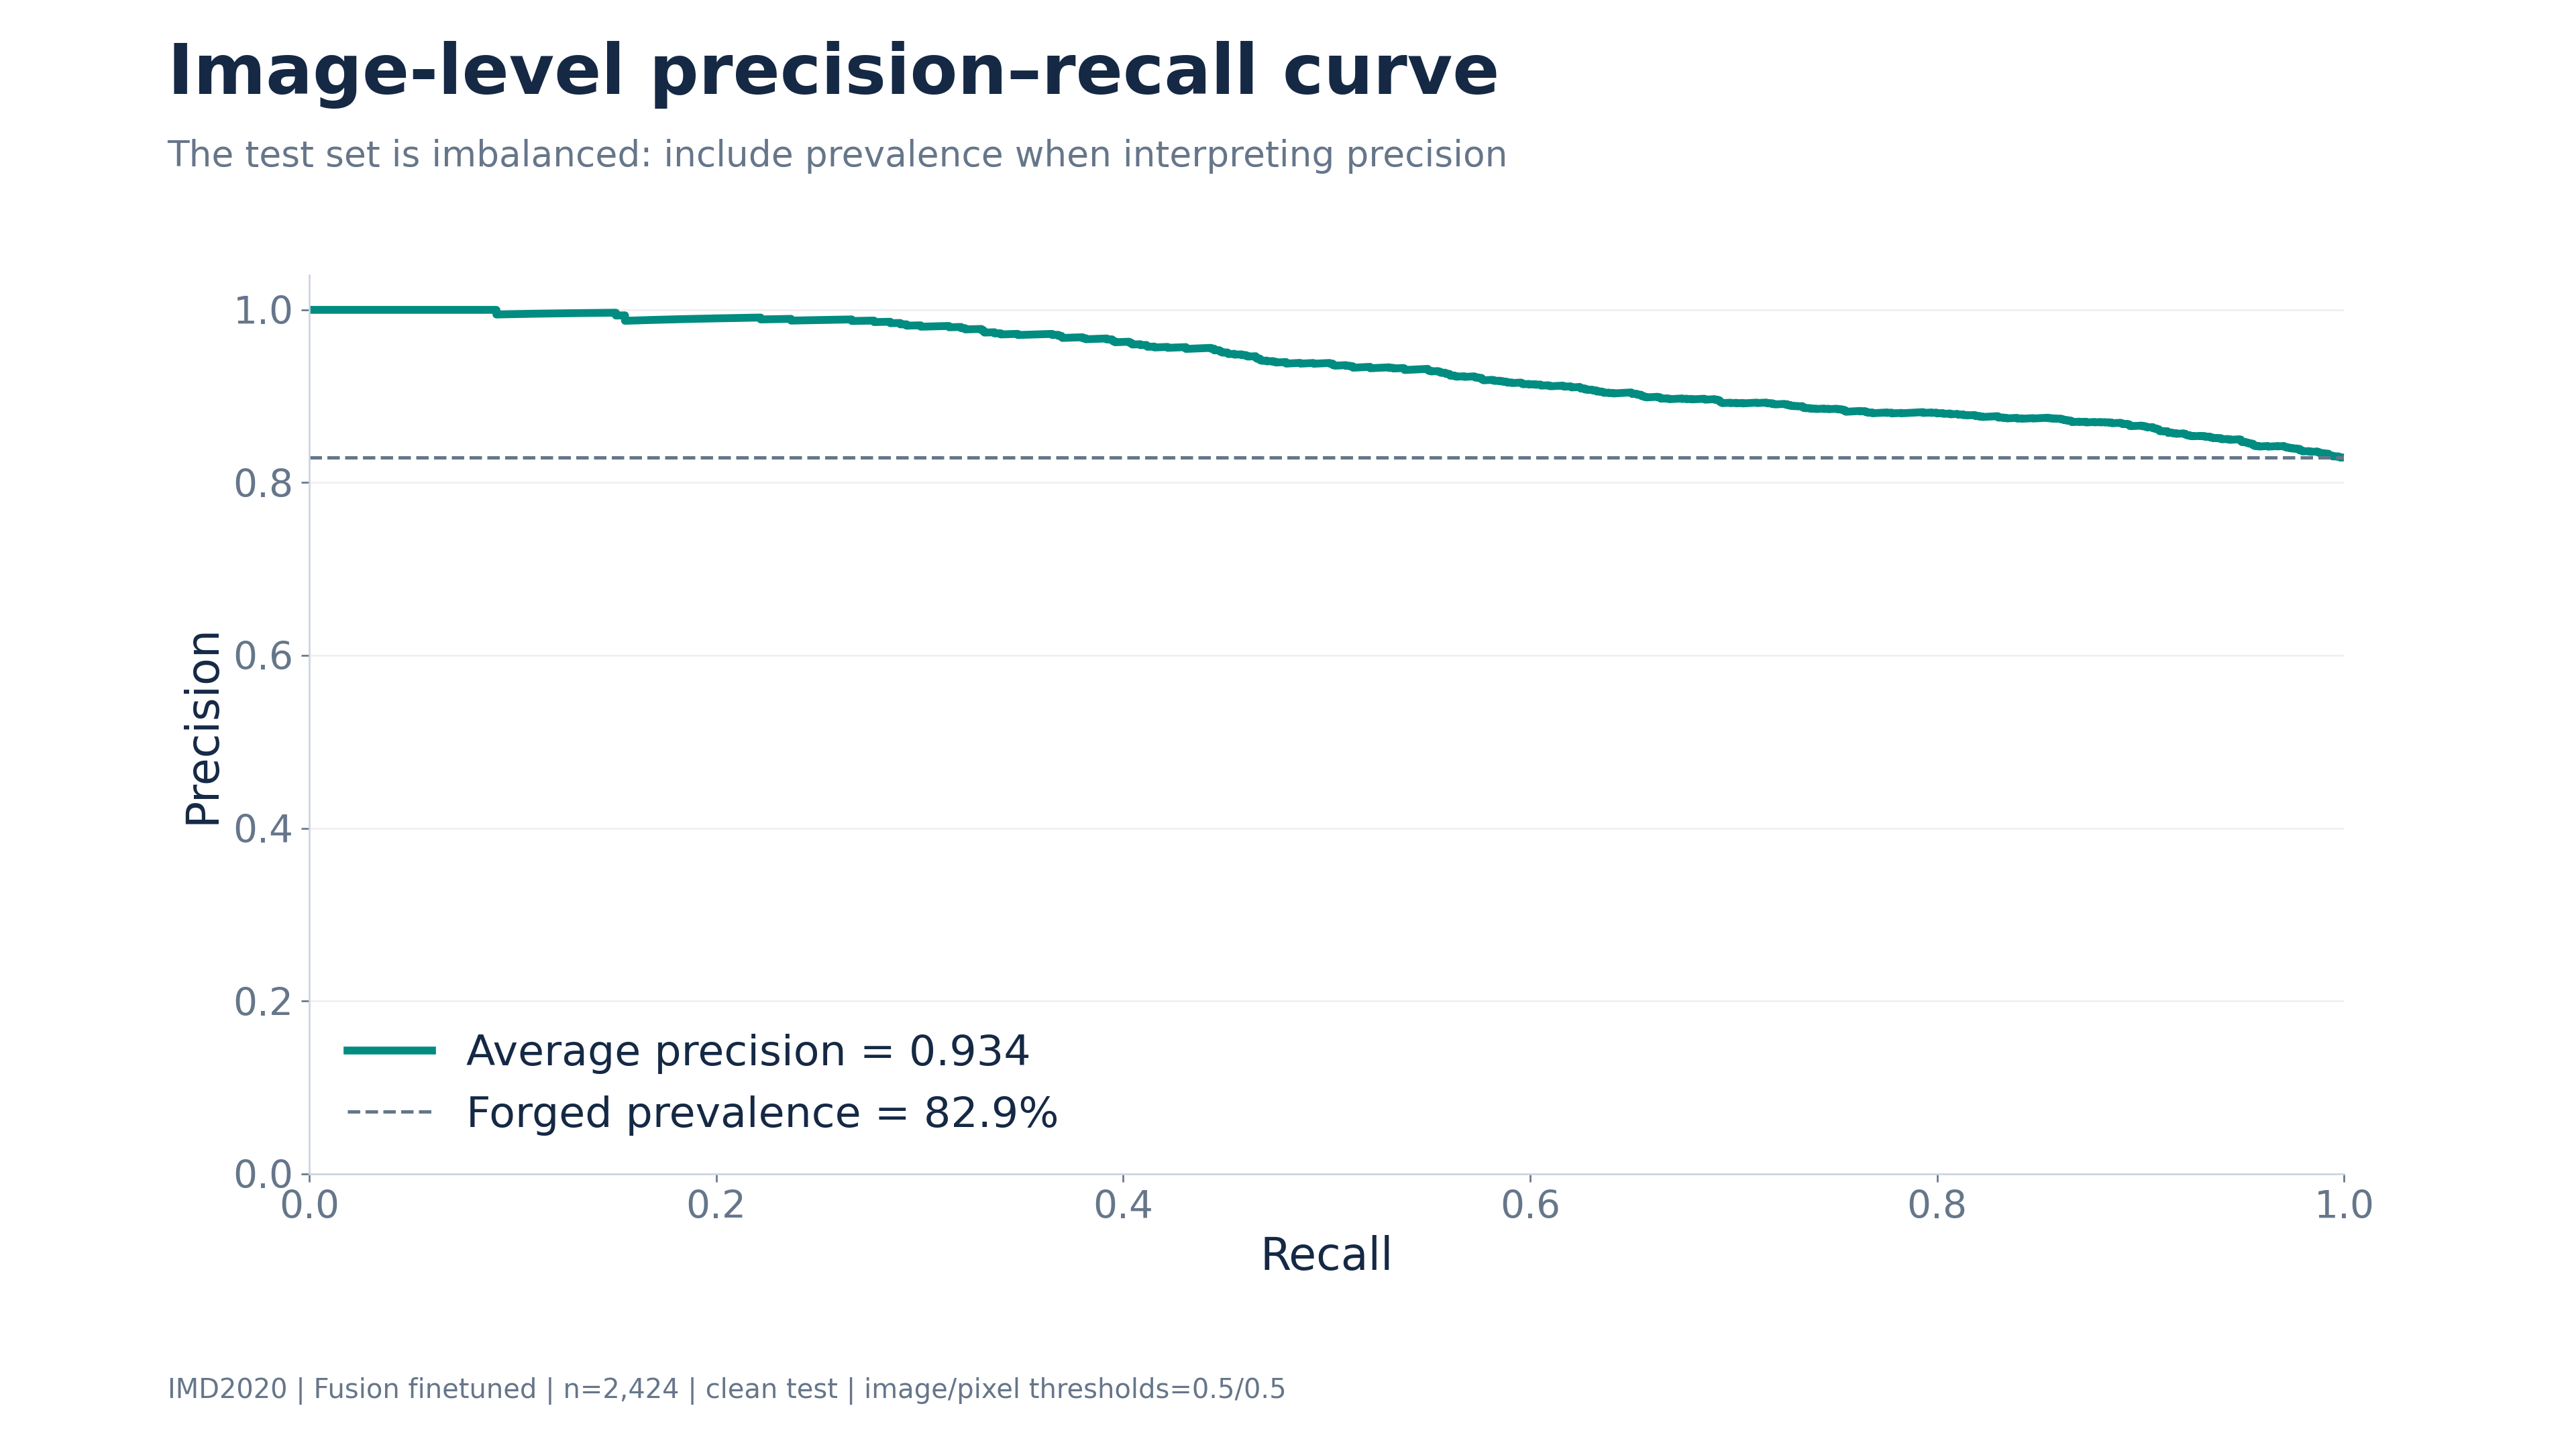 Image-level precision–recall curve
The test set is imbalanced: include prevalence when interpreting precision
1.0
0.8
0.6
0.4
0.2
0.0
Precision
Average precision = 0.934
Forged prevalence = 82.9%
0.0 0.2 0.4 0.6 0.8 1.0
Recall
IMD2020 | Fusion finetuned | n=2,424 | clean test | image/pixel thresholds=0.5/0.5